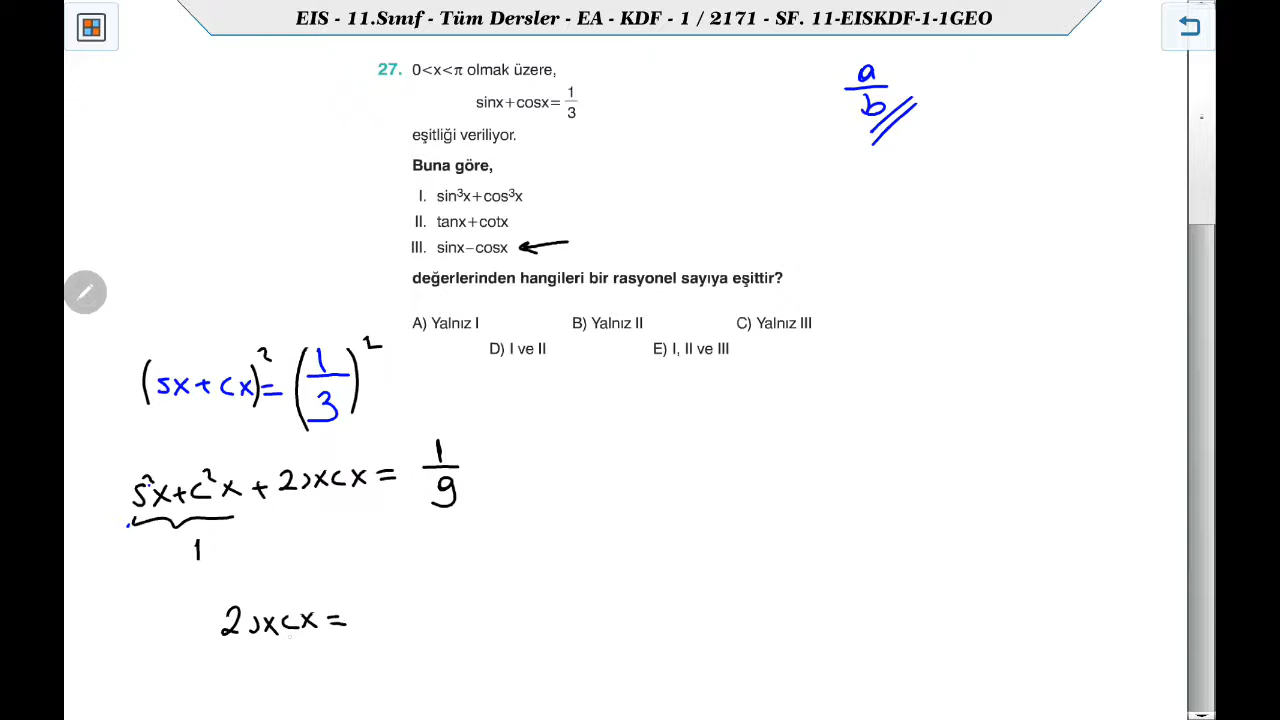 EIS - 11.Sınıf - Tüm Dersler - EA - KDF - 1 / 2171 - SF. 11-EISKDF-1-1GEO
27. 0<x<π olmak üzere,
sinx+cosx=1/3
eşitliği veriliyor.
Buna göre,
I. sin³x+cos³x
II. tanx+cotx
III. sinx−cosx
değerlerinden hangileri bir rasyonel sayıya eşittir?
A) Yalnız I B) Yalnız II C) Yalnız III
D) I ve II E) I, II ve III
a/b
(sx+cx)²=(1/3)²
s²x+c²x+2sxcx=1/9
1
2sxcx=